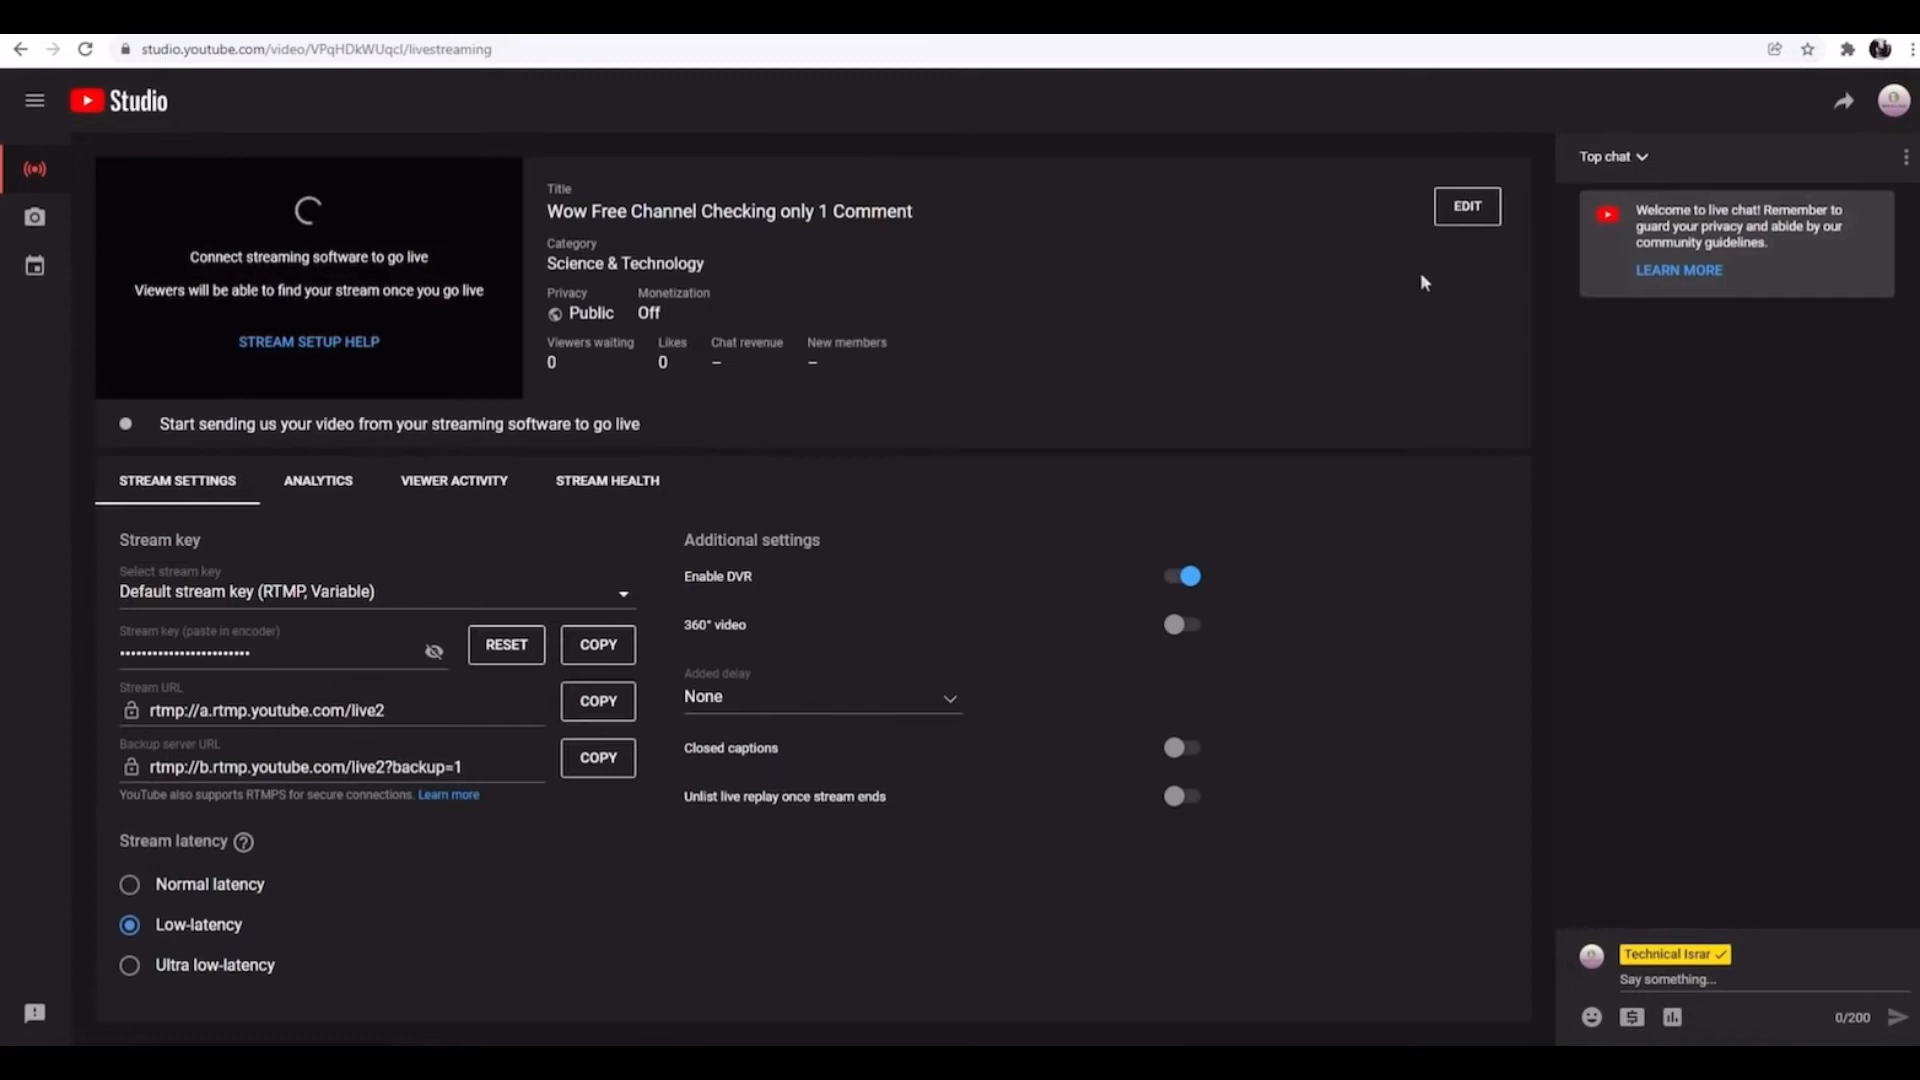 studio.youtube.com/video/VPqHDkWUqcI/livestreaming
Studio
Connect streaming software to go live
Viewers will be able to find your stream once you go live
STREAM SETUP HELP
Title
Wow Free Channel Checking only 1 Comment
EDIT
Category
Science & Technology
Privacy Monetization
Public Off
Viewers waiting Likes Chat revenue New members
0 0 – –
Start sending us your video from your streaming software to go live
STREAM SETTINGS ANALYTICS VIEWER ACTIVITY STREAM HEALTH
Stream key
Select stream key
Default stream key (RTMP, Variable)
Stream key (paste in encoder)
••••••••••••••••••••••••
RESET COPY
Stream URL
rtmp://a.rtmp.youtube.com/live2
COPY
Backup server URL
rtmp://b.rtmp.youtube.com/live2?backup=1
COPY
YouTube also supports RTMPS for secure connections. Learn more
Stream latency ?
Normal latency
Low-latency
Ultra low-latency
Additional settings
Enable DVR
360° video
Added delay
None
Closed captions
Unlist live replay once stream ends
Top chat
Welcome to live chat! Remember to
guard your privacy and abide by our
community guidelines.
LEARN MORE
Technical Israr
Say something...
0/200